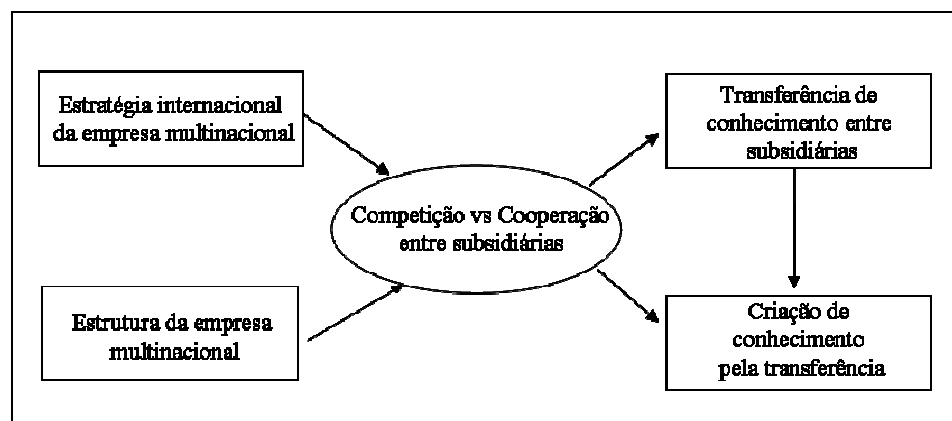 Estratégia internacional
da empresa multinacional
Estrutura da empresa
multinacional
Competição vs Cooperação
entre subsidiárias
Transferência de
conhecimento entre
subsidiárias
Criação de
conhecimento
pela transferência